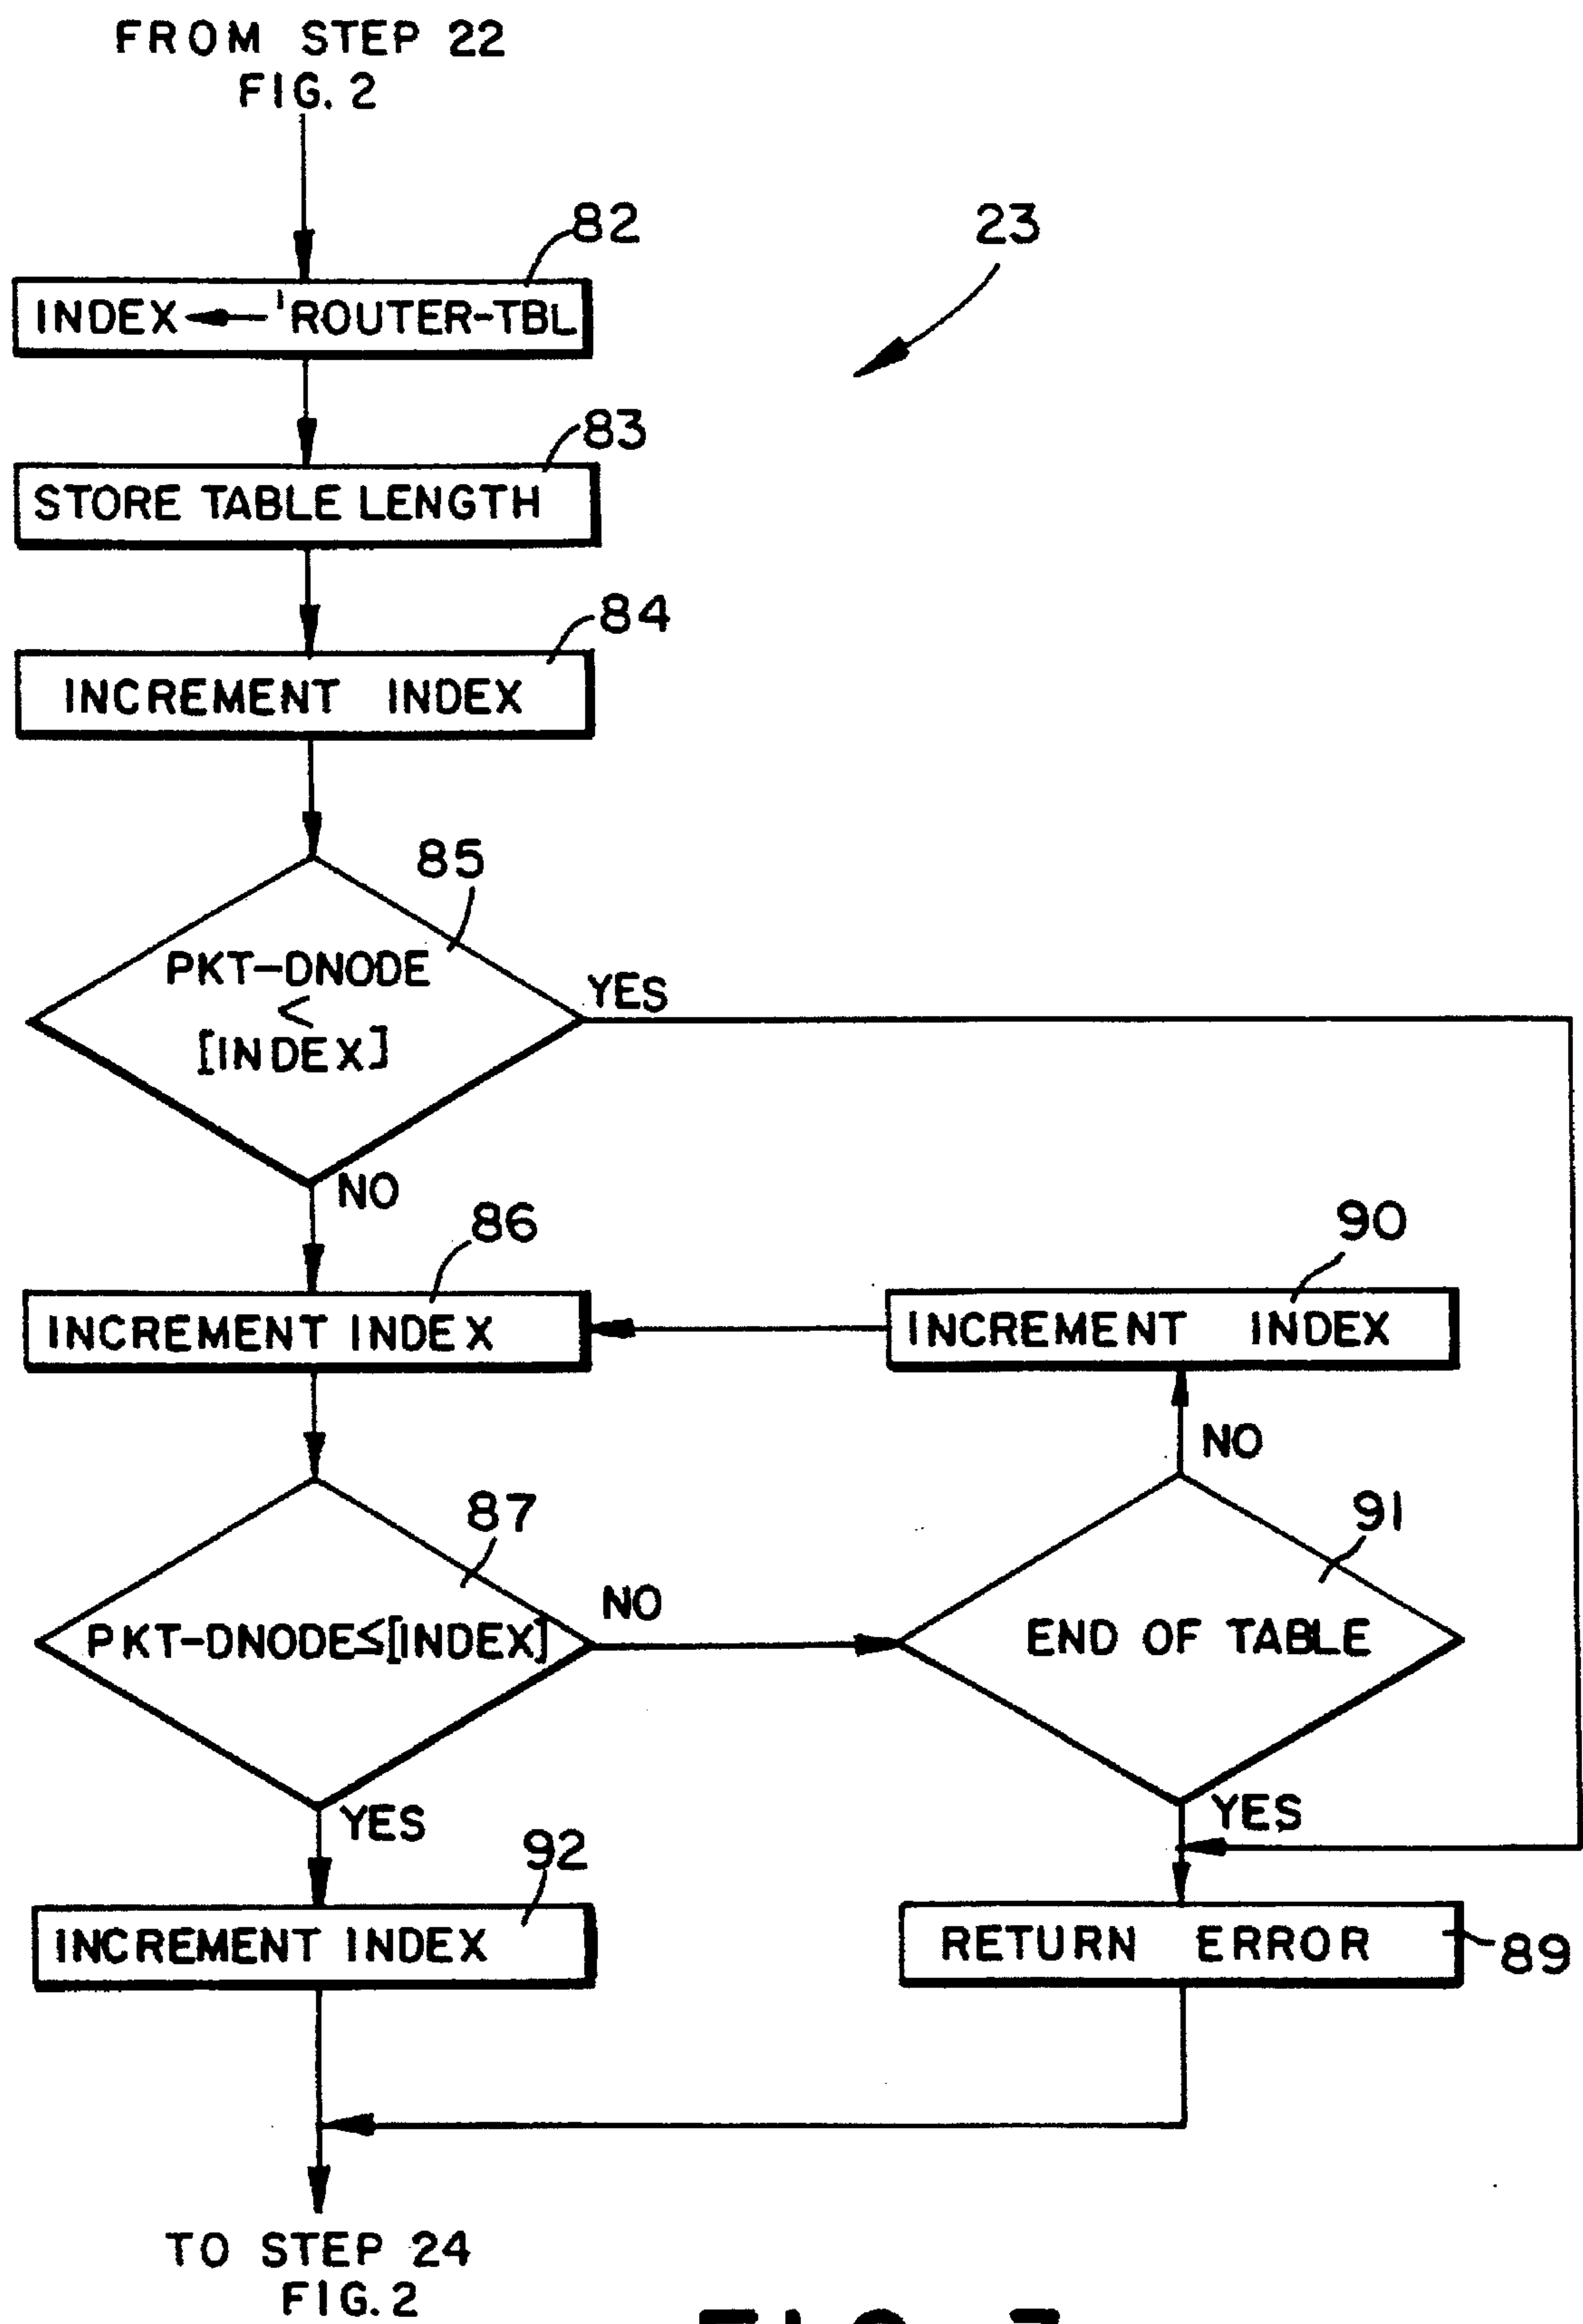 FROM STEP 22
FIG. 2
82
23
INDEX ← 'ROUTER-TBL
83
STORE TABLE LENGTH
84
INCREMENT INDEX
85
PKT-DNODE
<
[INDEX]
YES
NO
86
90
INCREMENT INDEX
INCREMENT INDEX
NO
87
91
PKT-DNODE≤[INDEX]
NO
END OF TABLE
YES
YES
92
INCREMENT INDEX
RETURN ERROR
89
TO STEP 24
FIG. 2